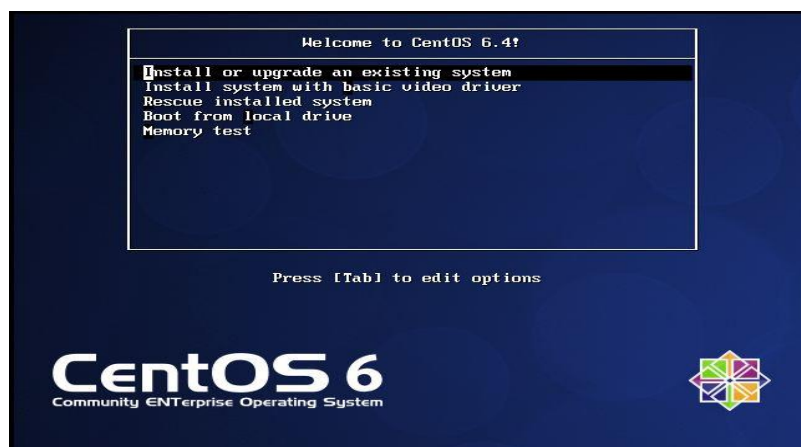 Welcome to CentOS 6.4!
Install or upgrade an existing system
Install system with basic video driver
Rescue installed system
Boot from local drive
Memory test
Press [Tab] to edit options
CentOS 6
Community ENTerprise Operating System